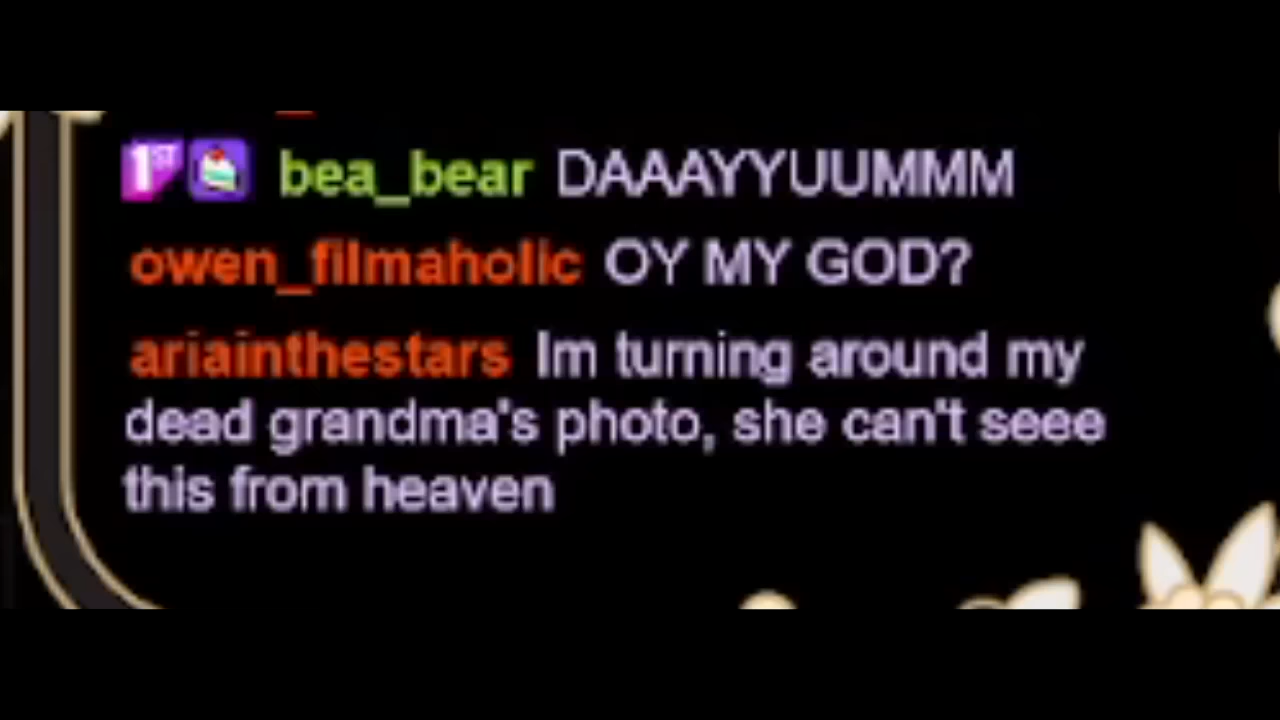 1ST bea_bear DAAAYYUUMMM
owen_filmaholic OY MY GOD?
ariainthestars Im turning around my
dead grandma's photo, she can't seee
this from heaven